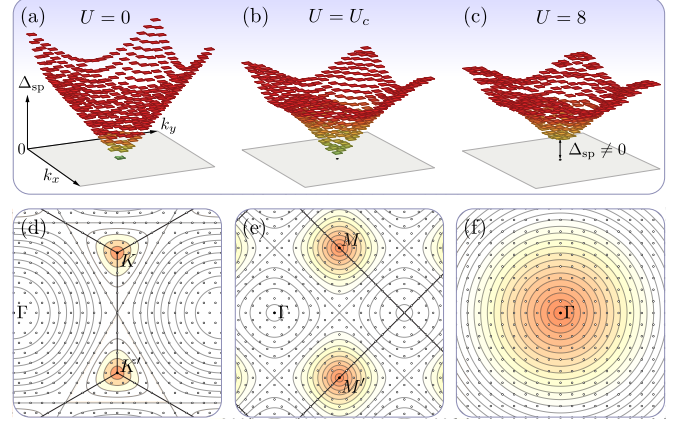 (a) U = 0
(b) U = U_c
(c) U = 8
Δ_sp
0
k_x
k_y
Δ_sp ≠ 0
(d)
K
Γ
K′
(e)
M
Γ
M′
(f)
Γ